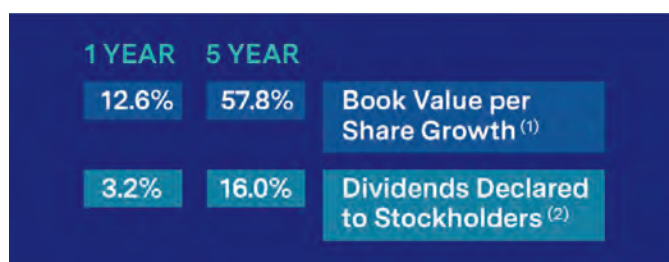 1 YEAR 5 YEAR
12.6% 57.8% Book Value per
Share Growth (1)
3.2% 16.0% Dividends Declared
to Stockholders (2)